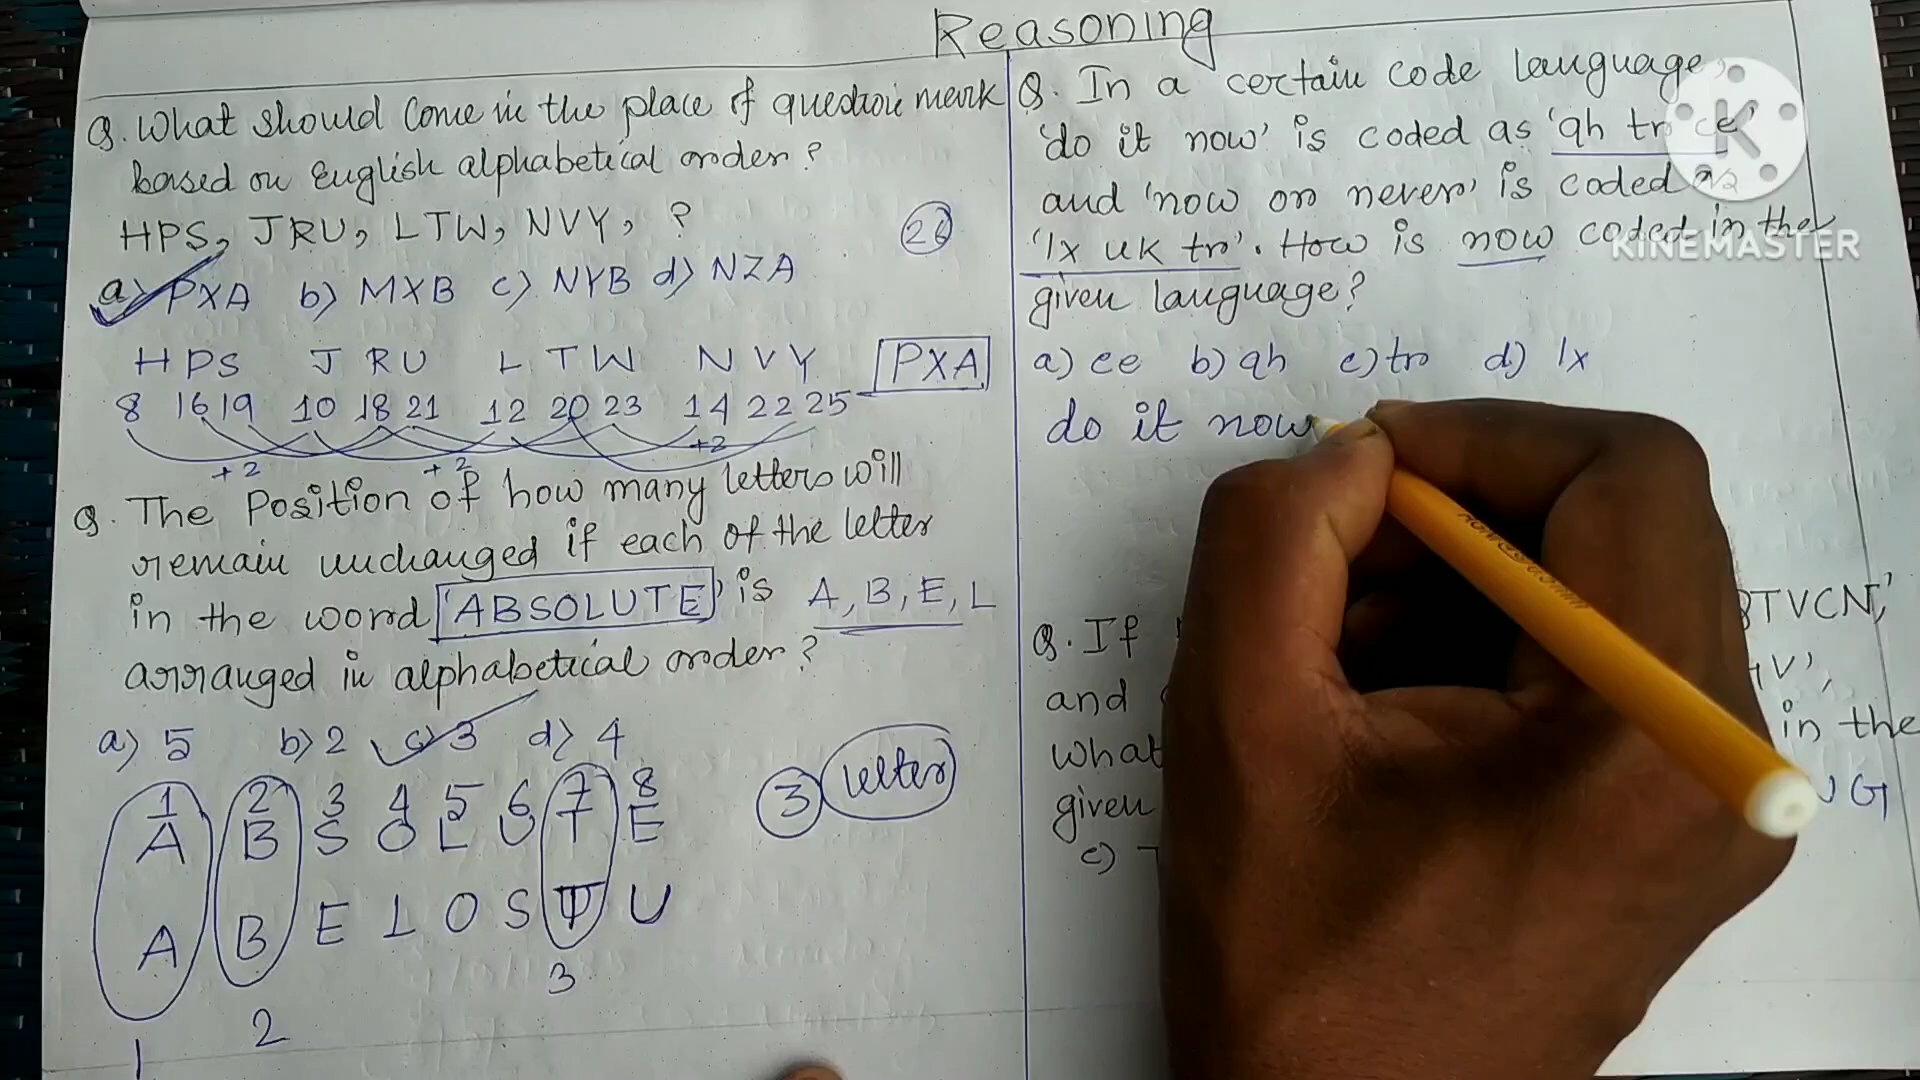 Reasoning
Q. What should come in the place of question mark
based on English alphabetical order?
HPS, JRU, LTW, NVY, ?
26
a) PXA b) MXB c) NYB d) NZA
H P S J R U L T W N V Y PXA
8 16 19 10 18 21 12 20 23 14 22 25
+2 +2 +2
Q. The Position of how many letters will
remain unchanged if each of the letter
in the word 'ABSOLUTE' is A, B, E, L
arranged in alphabetical order?
a) 5 b) 2 c) 3 d) 4
1 2 3 4 5 6 7 8
A B S O L U T E
3 letter
A B E L O S T U
1 2 3
Q. In a certain code language,
'do it now' is coded as 'qh tr ce'
and 'now or never' is coded as
'lx uk tr'. How is now coded in the
given language?
a) ce b) qh c) tr d) lx
do it now
Q. If
TVCN,'
and V',
what in the
given G
c)
KINEMASTER